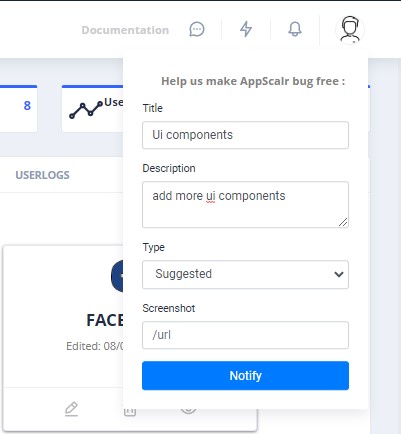 Documentation
Help us make AppScalr bug free :
8
Use
Title
Ui components
USERLOGS
Description
add more ui components
Type
Suggested
Screenshot
/url
FACE
Edited: 08/0
Notify